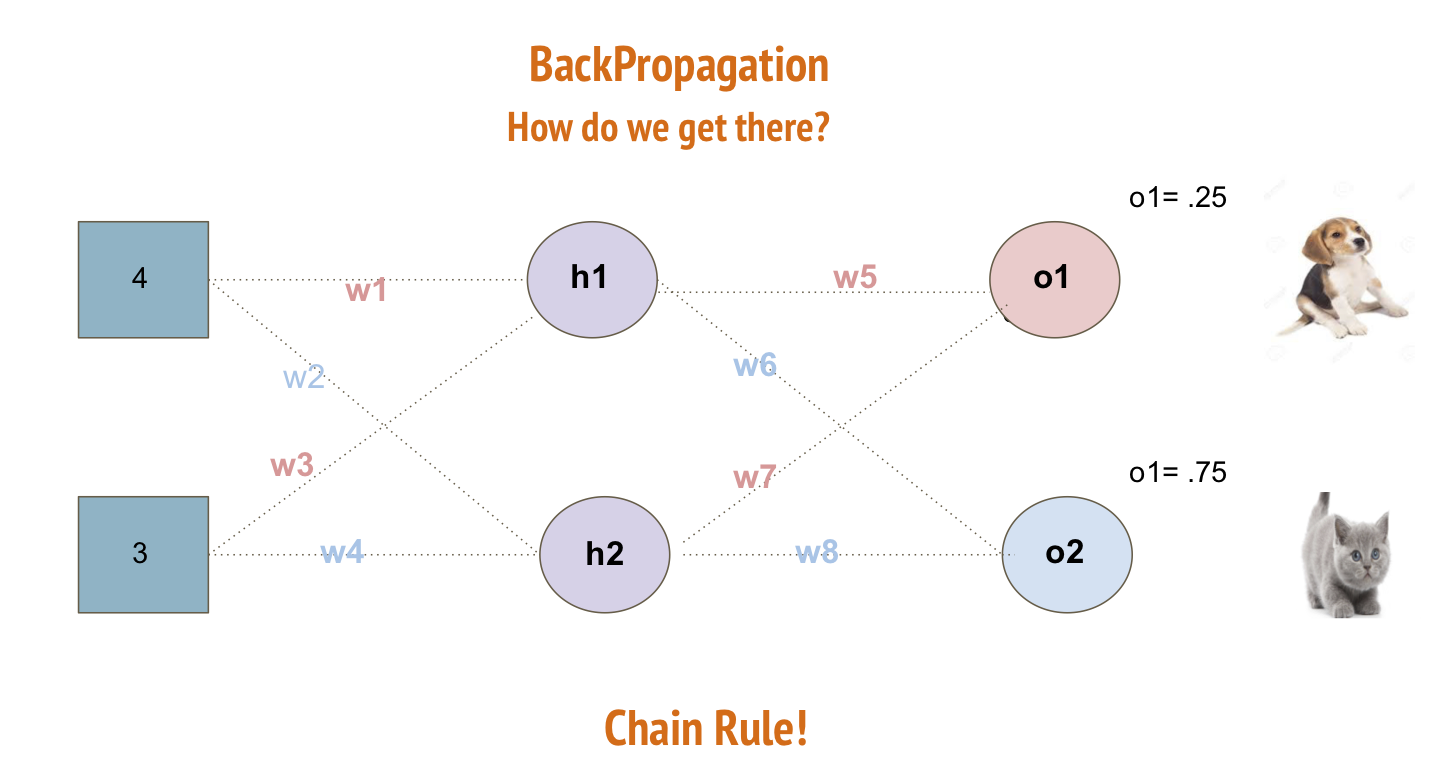 BackPropagation
How do we get there?
o1= .25
4
w1
h1
w5
o1
w2
w6
w3
w7
o1= .75
3
w4
h2
w8
o2
Chain Rule!